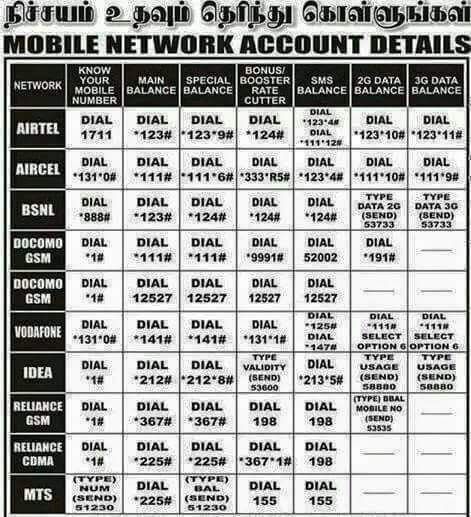 நிச்சயம் உதவும் தெரிந்து கொள்ளுங்கள்
MOBILE NETWORK ACCOUNT DETAILS
NETWORK KNOW YOUR MOBILE NUMBER MAIN BALANCE SPECIAL BALANCE BONUS/ BOOSTER RATE CUTTER SMS BALANCE 2G DATA BALANCE 3G DATA BALANCE
AIRTEL DIAL 1711 DIAL *123# DIAL *123*9# DIAL *124# DIAL *123*4# DIAL *111*12# DIAL *123*10# DIAL *123*11#
AIRCEL DIAL *131*0# DIAL *111# DIAL *111*6# DIAL *333*R5# DIAL *123*4# DIAL *111*10# DIAL *111*9#
BSNL DIAL *888# DIAL *123# DIAL *124# DIAL *124# DIAL *124# TYPE DATA 2G (SEND) 53733 TYPE DATA 3G (SEND) 53733
DOCOMO GSM DIAL *1# DIAL *111# DIAL *111# DIAL *9991# DIAL 52002 DIAL *191#
DOCOMO GSM DIAL *1# DIAL 12527 DIAL 12527 DIAL 12527 DIAL 12527
VODAFONE DIAL *131*0# DIAL *141# DIAL *141# DIAL *131*1# DIAL *125# DIAL *147# DIAL *111# SELECT OPTION 6 DIAL *111# SELECT OPTION 6
IDEA DIAL *1# DIAL *212# DIAL *212*8# TYPE VALIDITY (SEND) 53600 DIAL *213*5# TYPE USAGE (SEND) 58880 TYPE USAGE (SEND) 58880
RELIANCE GSM DIAL *1# DIAL *367# DIAL *367# DIAL 198 DIAL 198 (TYPE) BBAL MOBILE NO (SEND) 53535
RELIANCE CDMA DIAL *1# DIAL *225# DIAL *225# DIAL *367*1# DIAL 198
MTS (TYPE) NUM (SEND) 51230 DIAL *225# (TYPE) BAL (SEND) 51230 DIAL 155 DIAL 155